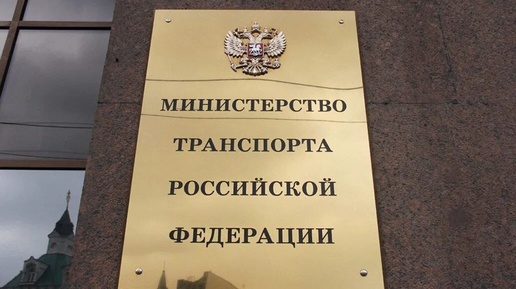 МИНИСТЕРСТВО
ТРАНСПОРТА
РОССИЙСКОЙ
ФЕДЕРАЦИИ